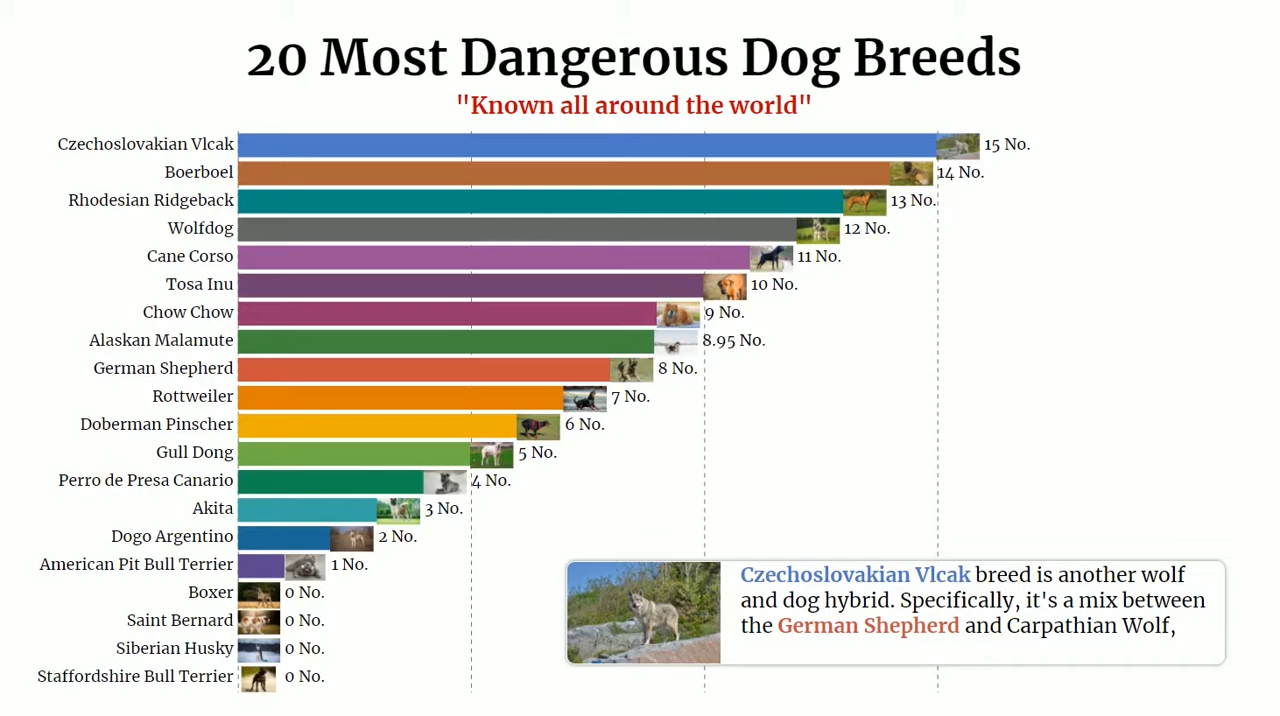 20 Most Dangerous Dog Breeds
"Known all around the world"
Czechoslovakian Vlcak 15 No.
Boerboel 14 No.
Rhodesian Ridgeback 13 No.
Wolfdog 12 No.
Cane Corso 11 No.
Tosa Inu 10 No.
Chow Chow 9 No.
Alaskan Malamute 8.95 No.
German Shepherd 8 No.
Rottweiler 7 No.
Doberman Pinscher 6 No.
Gull Dong 5 No.
Perro de Presa Canario 4 No.
Akita 3 No.
Dogo Argentino 2 No.
American Pit Bull Terrier 1 No.
Boxer 0 No.
Saint Bernard 0 No.
Siberian Husky 0 No.
Staffordshire Bull Terrier 0 No.
Czechoslovakian Vlcak breed is another wolf
and dog hybrid. Specifically, it's a mix between
the German Shepherd and Carpathian Wolf,